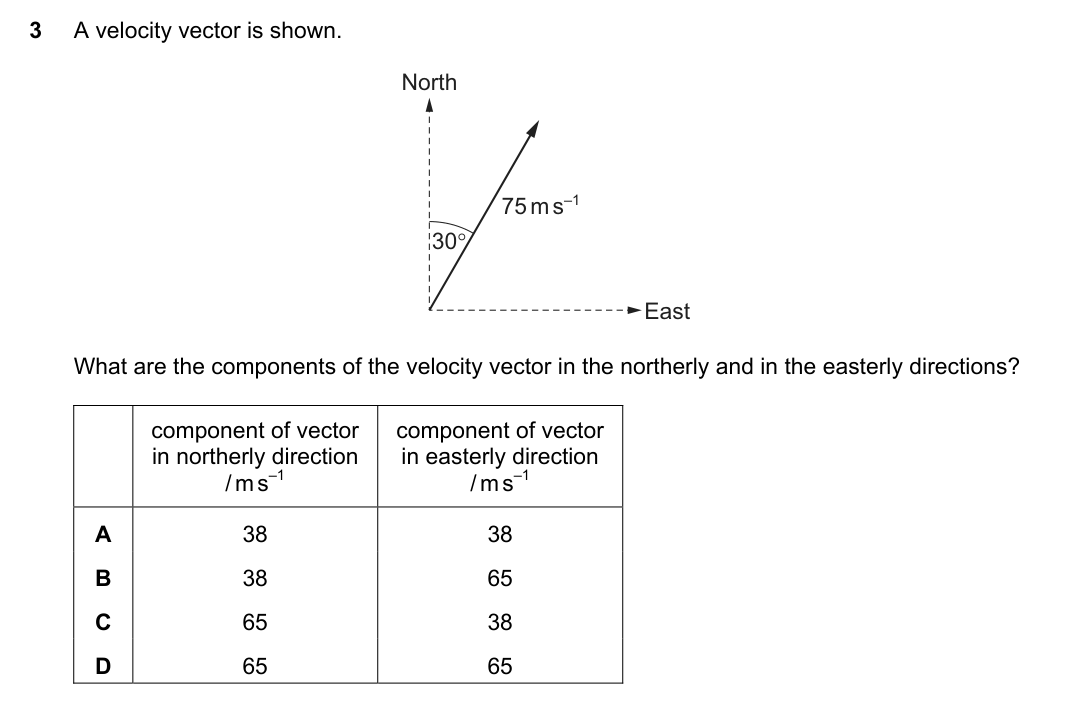 3 A velocity vector is shown.
North
75 m s⁻¹
30°
East
What are the components of the velocity vector in the northerly and in the easterly directions?
component of vector in northerly direction / m s⁻¹ component of vector in easterly direction / m s⁻¹
A 38 38
B 38 65
C 65 38
D 65 65